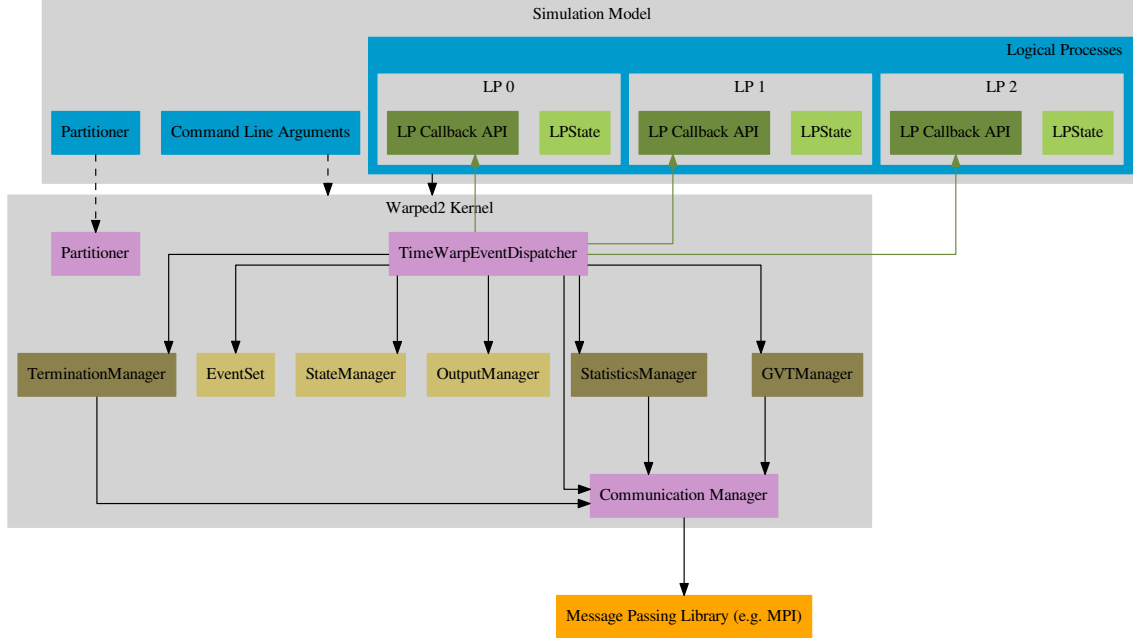 Simulation Model
Logical Processes
LP 0
LP 1
LP 2
Partitioner
Command Line Arguments
LP Callback API
LPState
LP Callback API
LPState
LP Callback API
LPState
Warped2 Kernel
Partitioner
TimeWarpEventDispatcher
TerminationManager
EventSet
StateManager
OutputManager
StatisticsManager
GVTManager
Communication Manager
Message Passing Library (e.g. MPI)